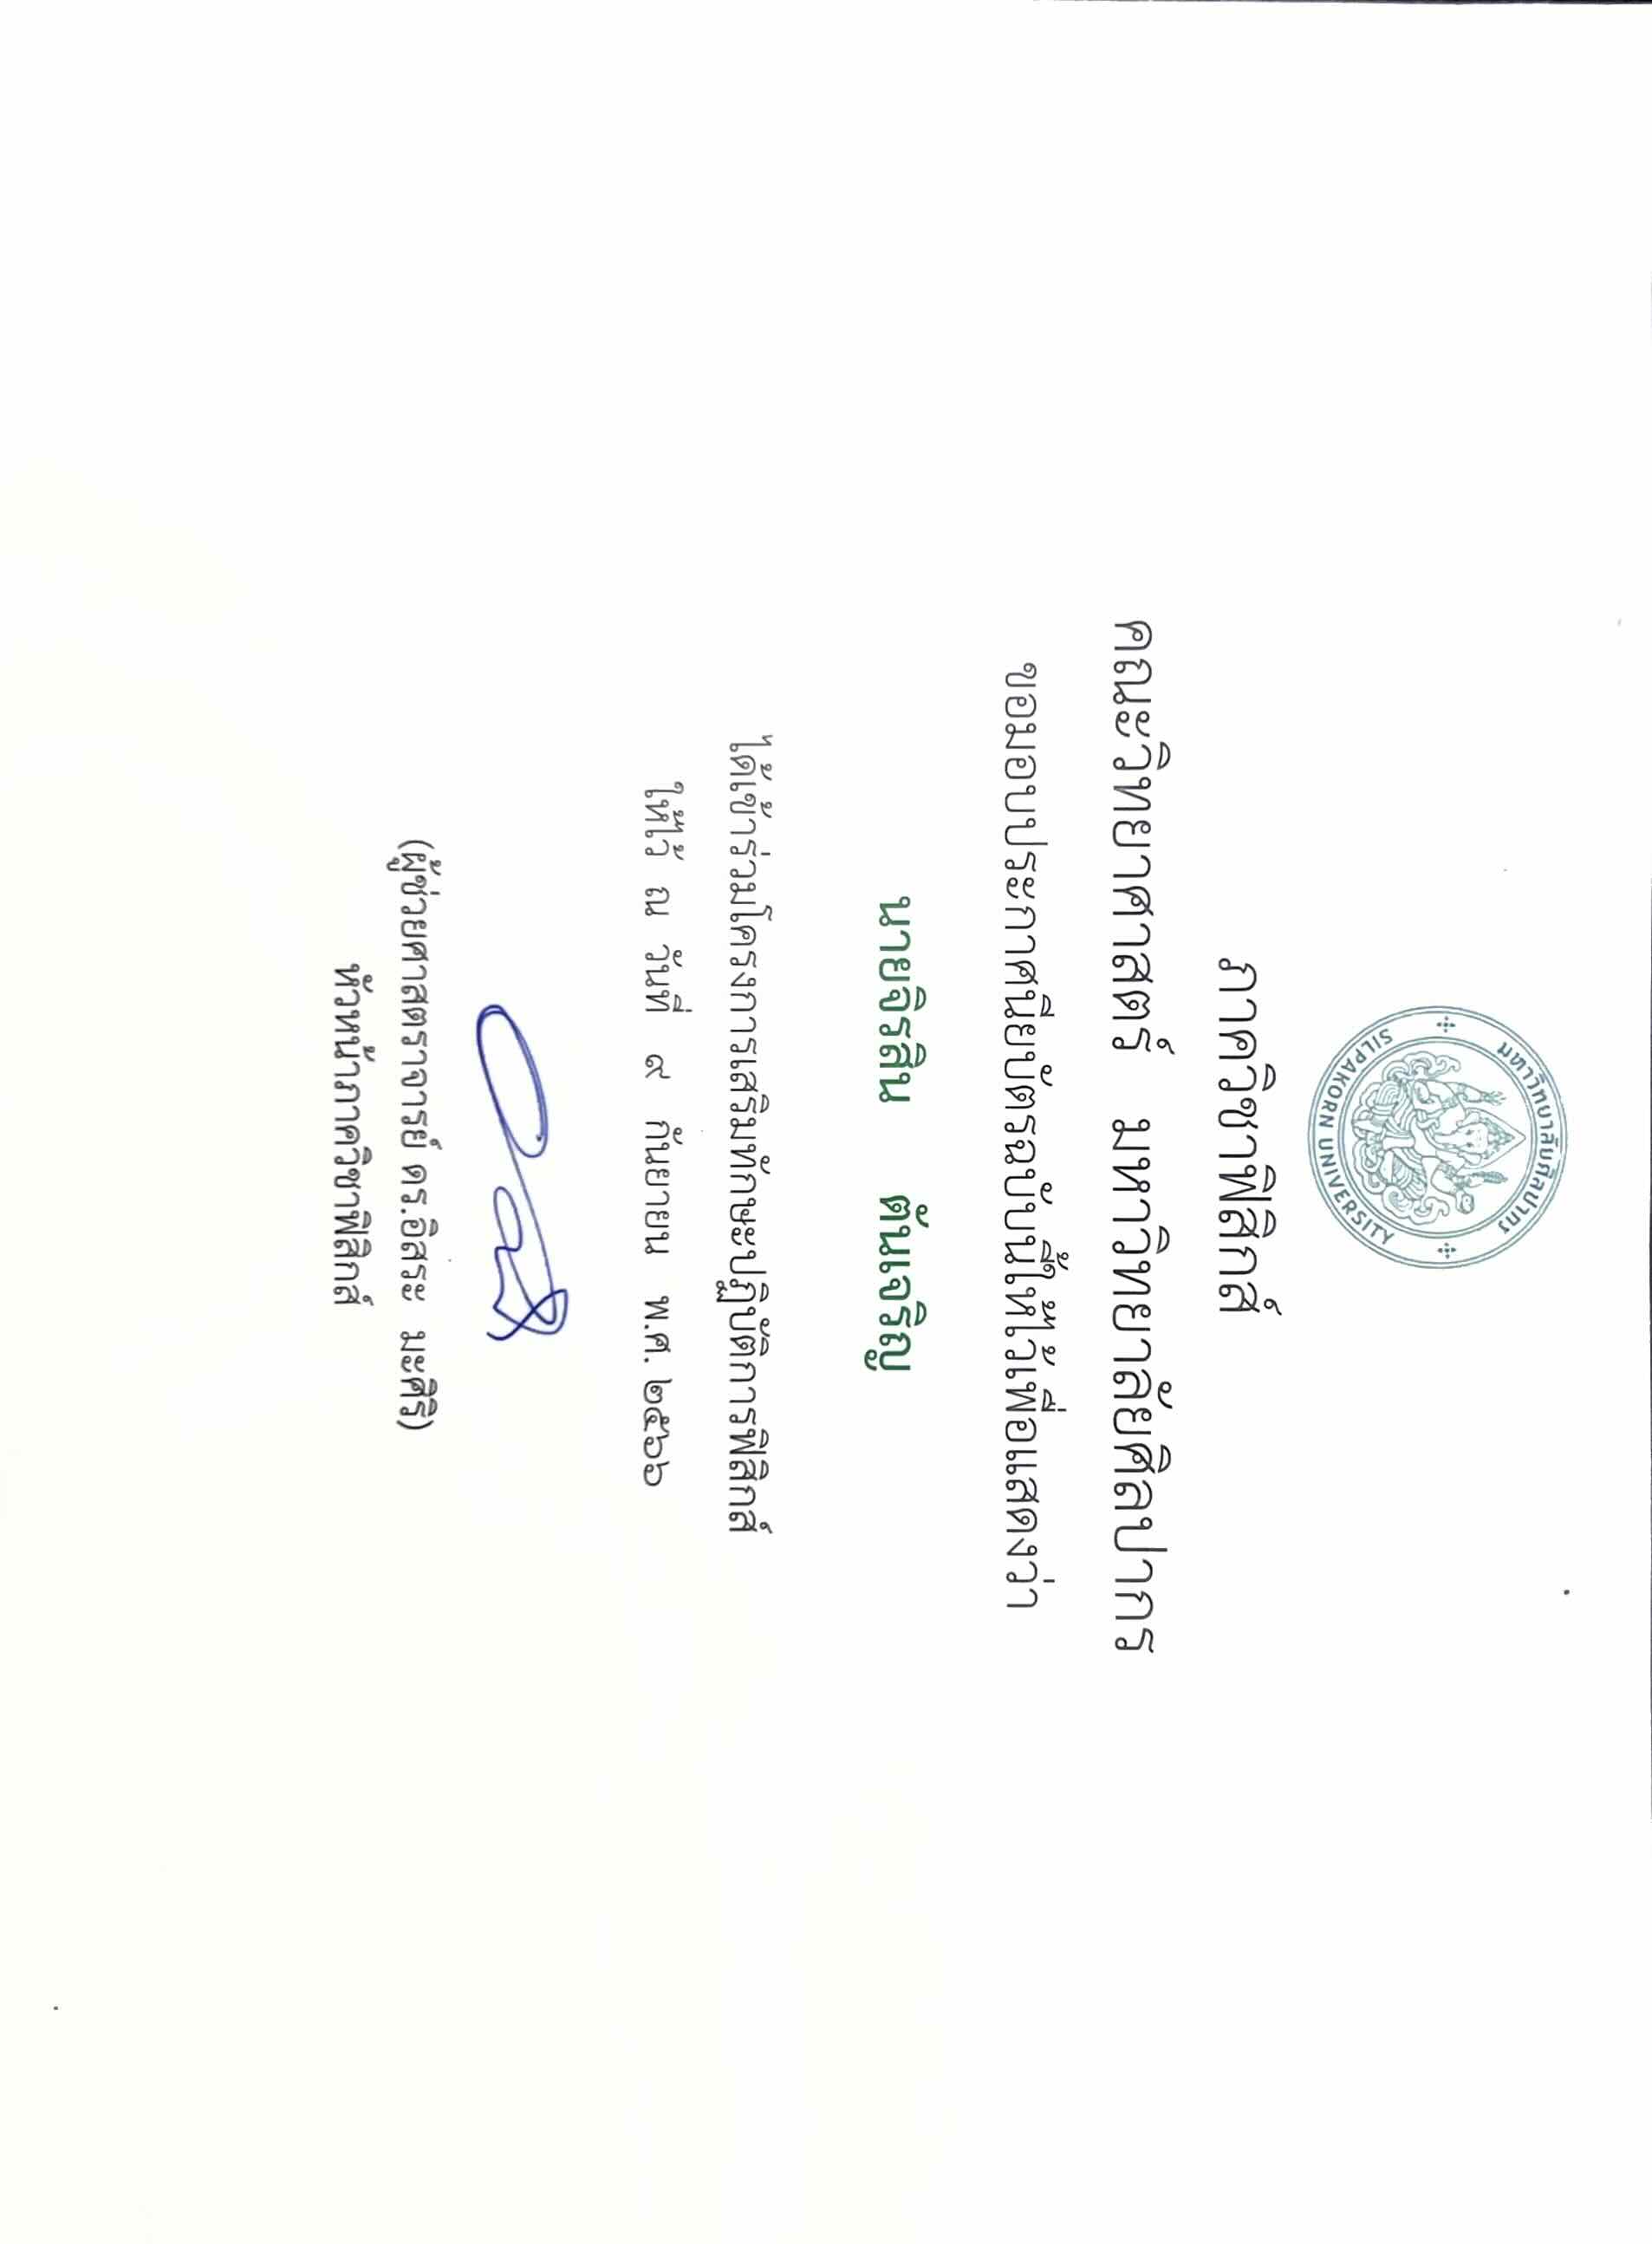 มหาวิทยาลัยศิลปากร
SILPAKORN UNIVERSITY
ภาควิชาฟิสิกส์
คณะวิทยาศาสตร์ มหาวิทยาลัยศิลปากร
ขอมอบประกาศนียบัตรฉบับนี้ให้ไว้เพื่อแสดงว่า
นายจิรสิน ตันเจริญ
ได้เข้าร่วมโครงการเสริมทักษะปฏิบัติการฟิสิกส์
ให้ไว้ ณ วันที่ ๙ กันยายน พ.ศ. ๒๕๖๖
(ผู้ช่วยศาสตราจารย์ ดร.อิสระ มะศิริ)
หัวหน้าภาควิชาฟิสิกส์